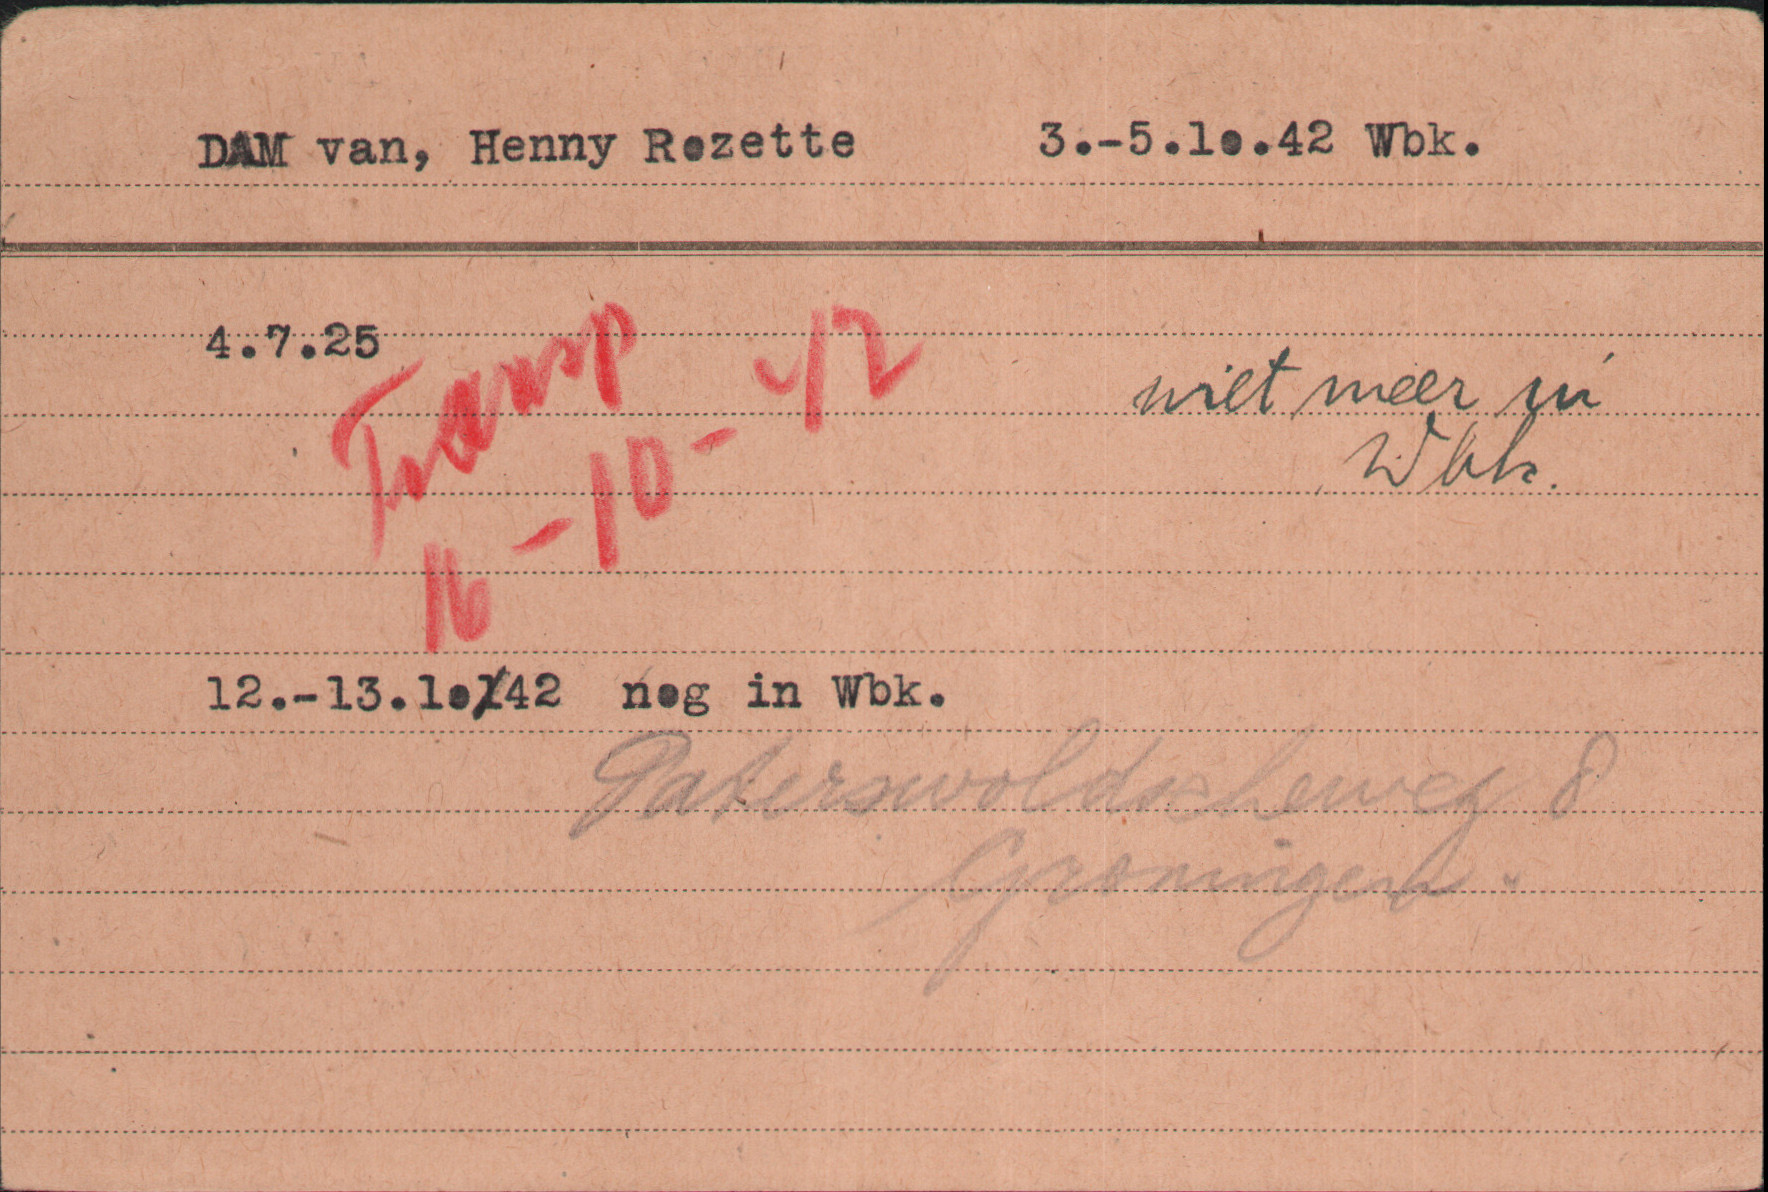 DAM van, Henny Rozette 3.-5.10.42 Wbk.
4.7.25
Transp
16-10-42
niet meer in
Wbk.
12.-13.10/42 nog in Wbk.
Paterswoldscheweg 8
Groningen.